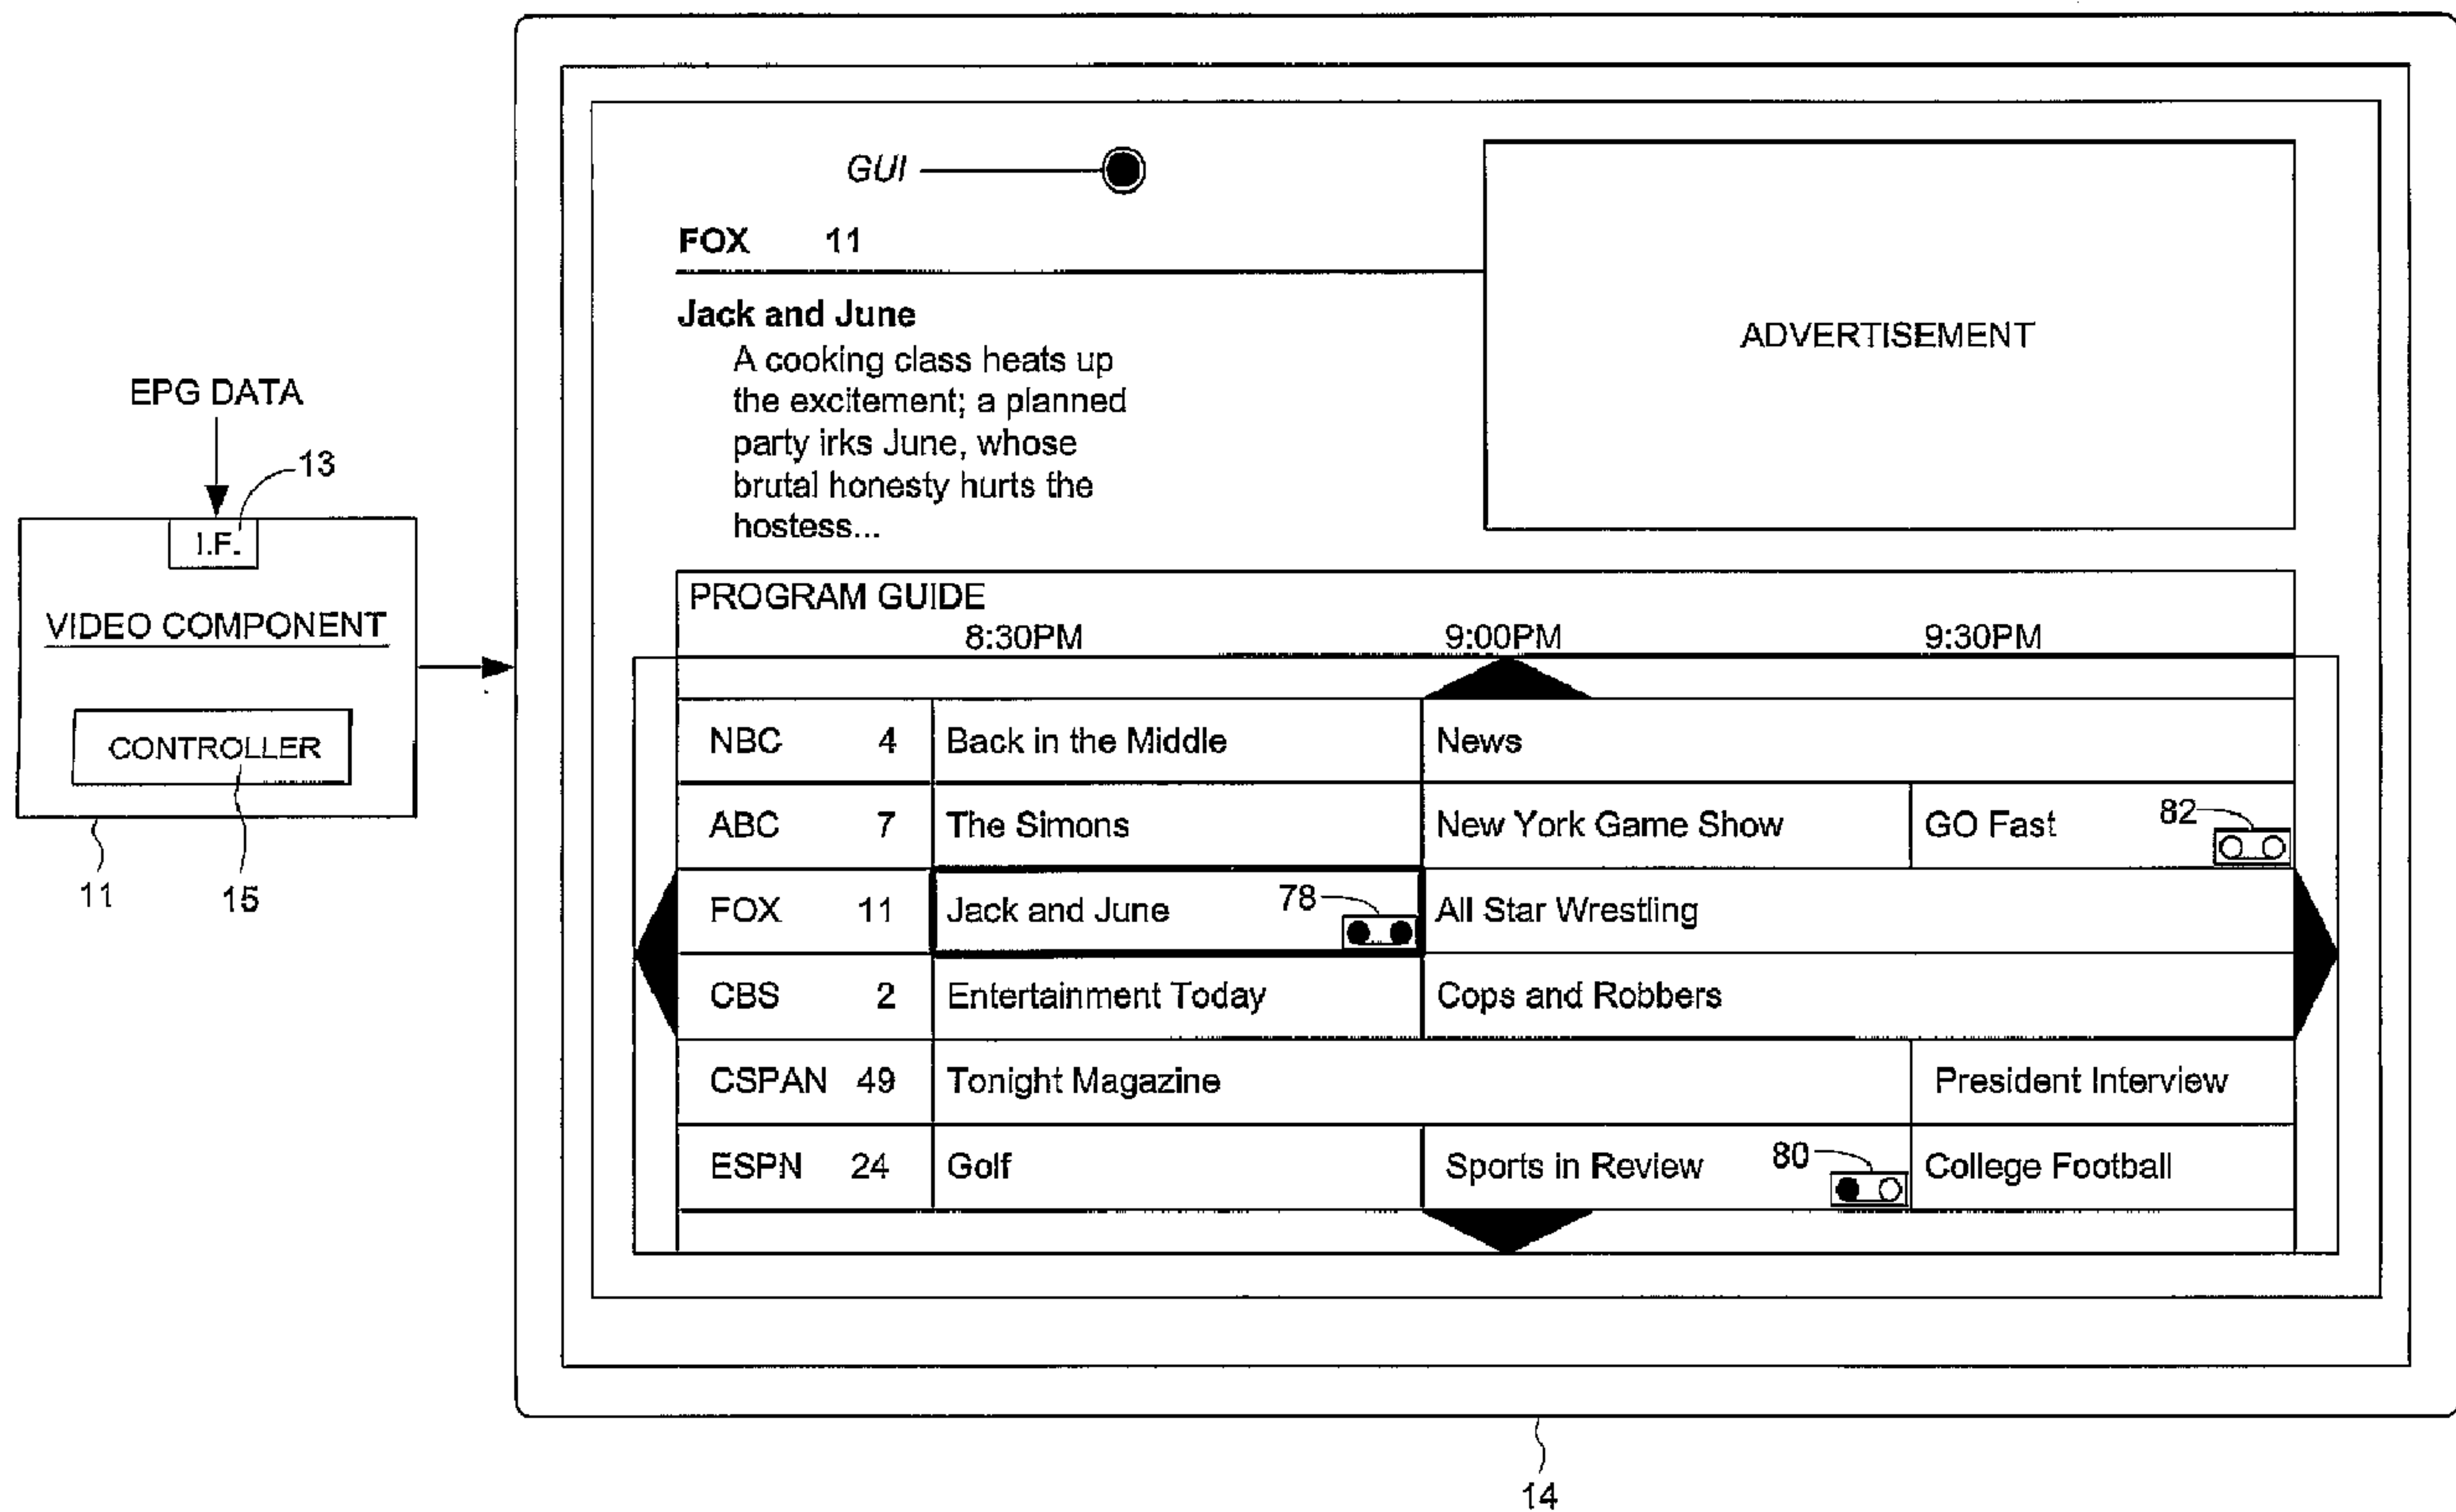 EPG DATA
13
I.F.
VIDEO COMPONENT
CONTROLLER
11
15
GUI
FOX 11
Jack and June
A cooking class heats up
the excitement; a planned
party irks June, whose
brutal honesty hurts the
hostess...
ADVERTISEMENT
PROGRAM GUIDE
8:30PM 9:00PM 9:30PM
NBC 4 Back in the Middle News
ABC 7 The Simons New York Game Show GO Fast 82
FOX 11 Jack and June 78 All Star Wrestling
CBS 2 Entertainment Today Cops and Robbers
CSPAN 49 Tonight Magazine President Interview
ESPN 24 Golf Sports in Review 80 College Football
14